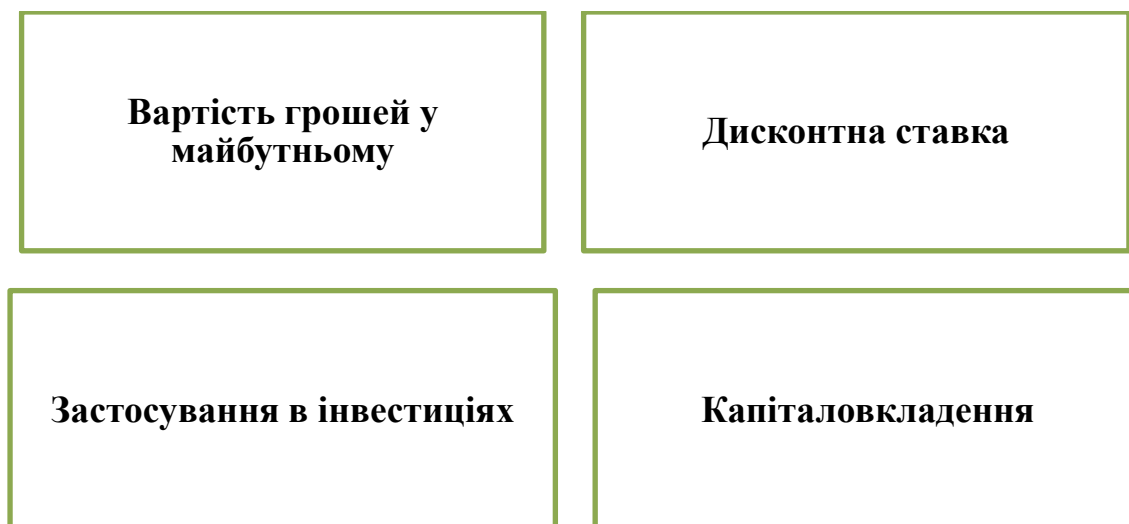 Вартість грошей у
майбутньому
Дисконтна ставка
Застосування в інвестиціях
Капіталовкладення